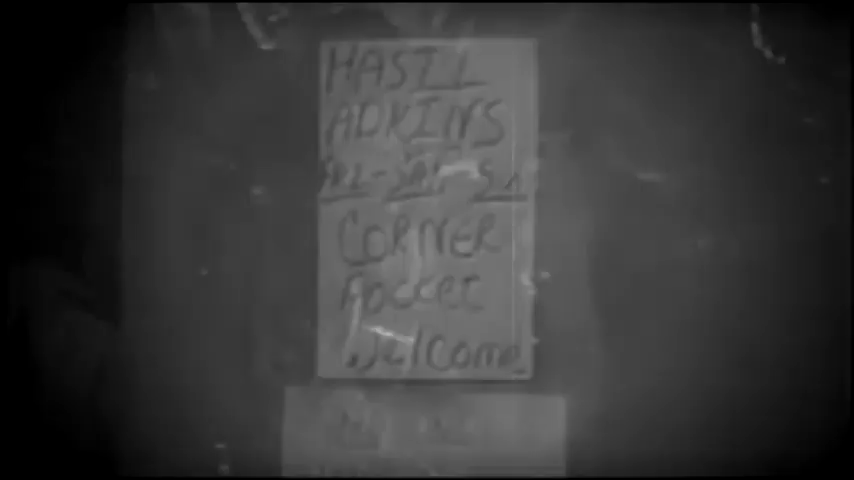 HASIL
ADKINS
CORNER
Pocket
Welcome